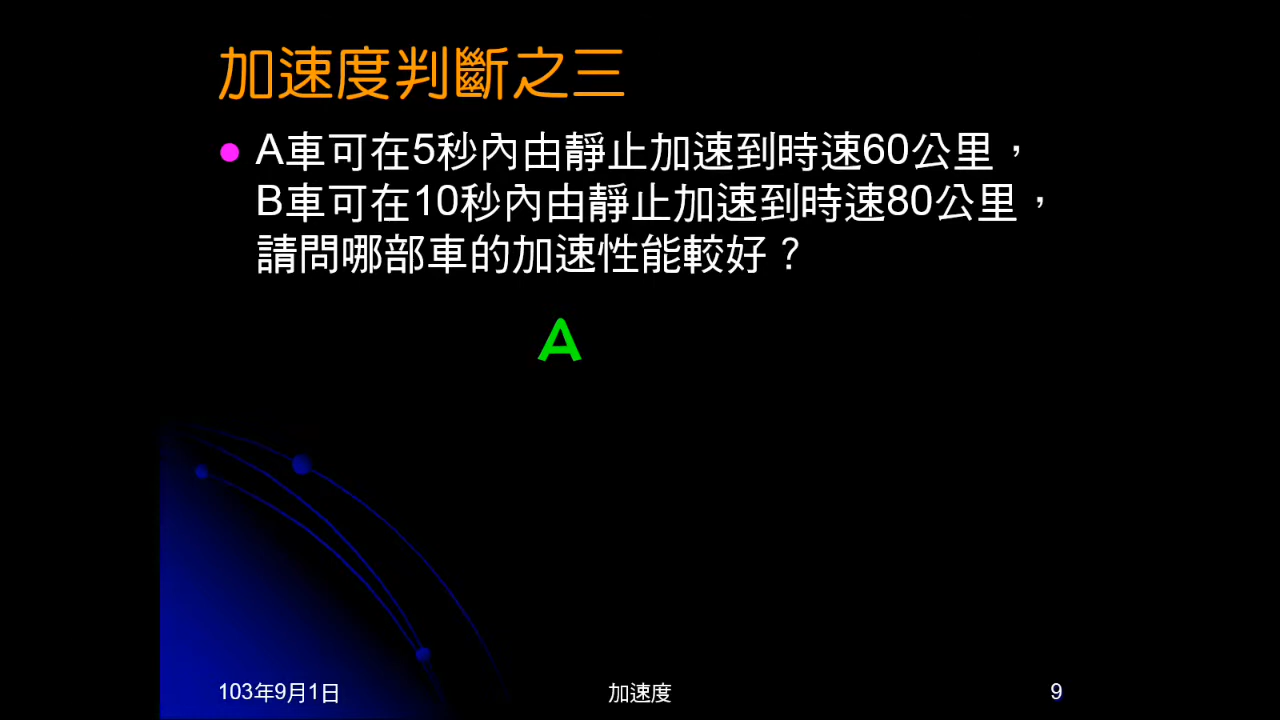 加速度判斷之三
A車可在5秒內由靜止加速到時速60公里，
B車可在10秒內由靜止加速到時速80公里，
請問哪部車的加速性能較好？
A
103年9月1日
加速度
9